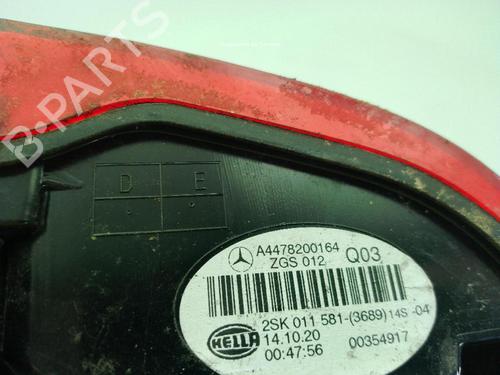 B-PARTS
D E
A4478200164
ZGS 012 Q03
2SK 011 581-(3689) 14S -04
HELLA 14.10.20 00354917
00:47:56